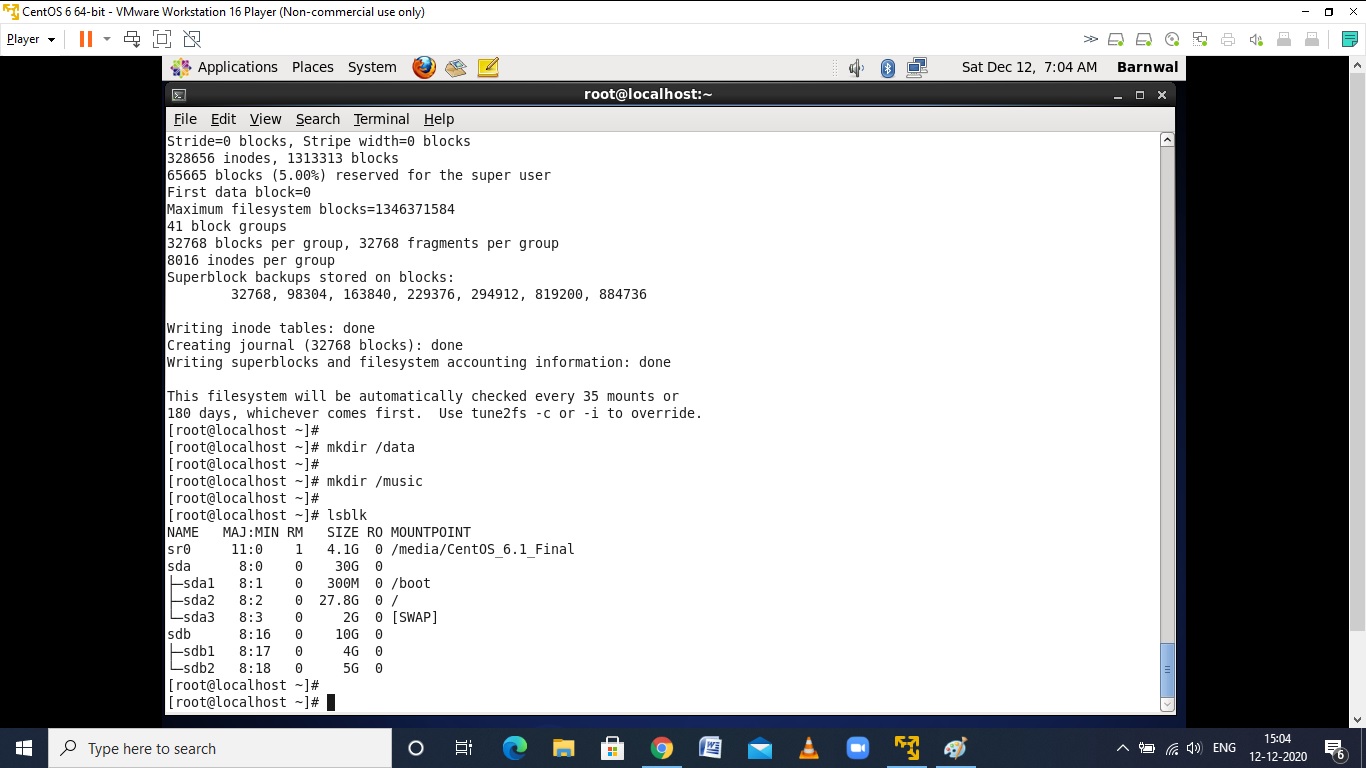 CentOS 6 64-bit - VMware Workstation 16 Player (Non-commercial use only)
Player
Applications Places System Sat Dec 12, 7:04 AM Barnwal
root@localhost:~
File Edit View Search Terminal Help
Stride=0 blocks, Stripe width=0 blocks
328656 inodes, 1313313 blocks
65665 blocks (5.00%) reserved for the super user
First data block=0
Maximum filesystem blocks=1346371584
41 block groups
32768 blocks per group, 32768 fragments per group
8016 inodes per group
Superblock backups stored on blocks:
        32768, 98304, 163840, 229376, 294912, 819200, 884736

Writing inode tables: done
Creating journal (32768 blocks): done
Writing superblocks and filesystem accounting information: done

This filesystem will be automatically checked every 35 mounts or
180 days, whichever comes first.  Use tune2fs -c or -i to override.
[root@localhost ~]#
[root@localhost ~]# mkdir /data
[root@localhost ~]#
[root@localhost ~]# mkdir /music
[root@localhost ~]#
[root@localhost ~]# lsblk
NAME   MAJ:MIN RM   SIZE RO MOUNTPOINT
sr0     11:0    1   4.1G  0 /media/CentOS_6.1_Final
sda      8:0    0    30G  0
├─sda1   8:1    0   300M  0 /boot
├─sda2   8:2    0  27.8G  0 /
└─sda3   8:3    0     2G  0 [SWAP]
sdb      8:16   0    10G  0
├─sdb1   8:17   0     4G  0
└─sdb2   8:18   0     5G  0
[root@localhost ~]#
[root@localhost ~]#
Type here to search
ENG
15:04
12-12-2020
6